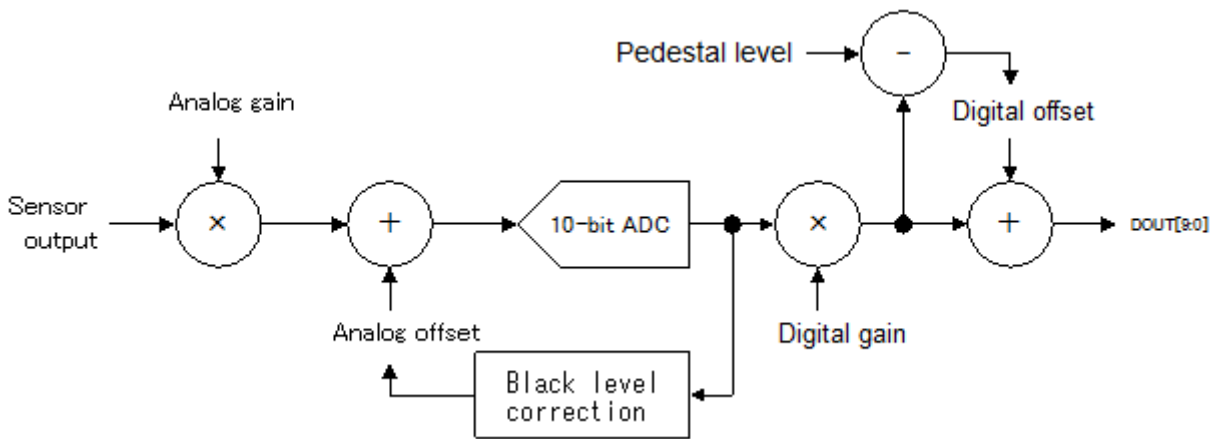 Pedestal level
-
Analog gain
Digital offset
Sensor
output
×
+
10-bit ADC
×
+
DOUT[9:0]
Analog offset
Digital gain
Black level
correction